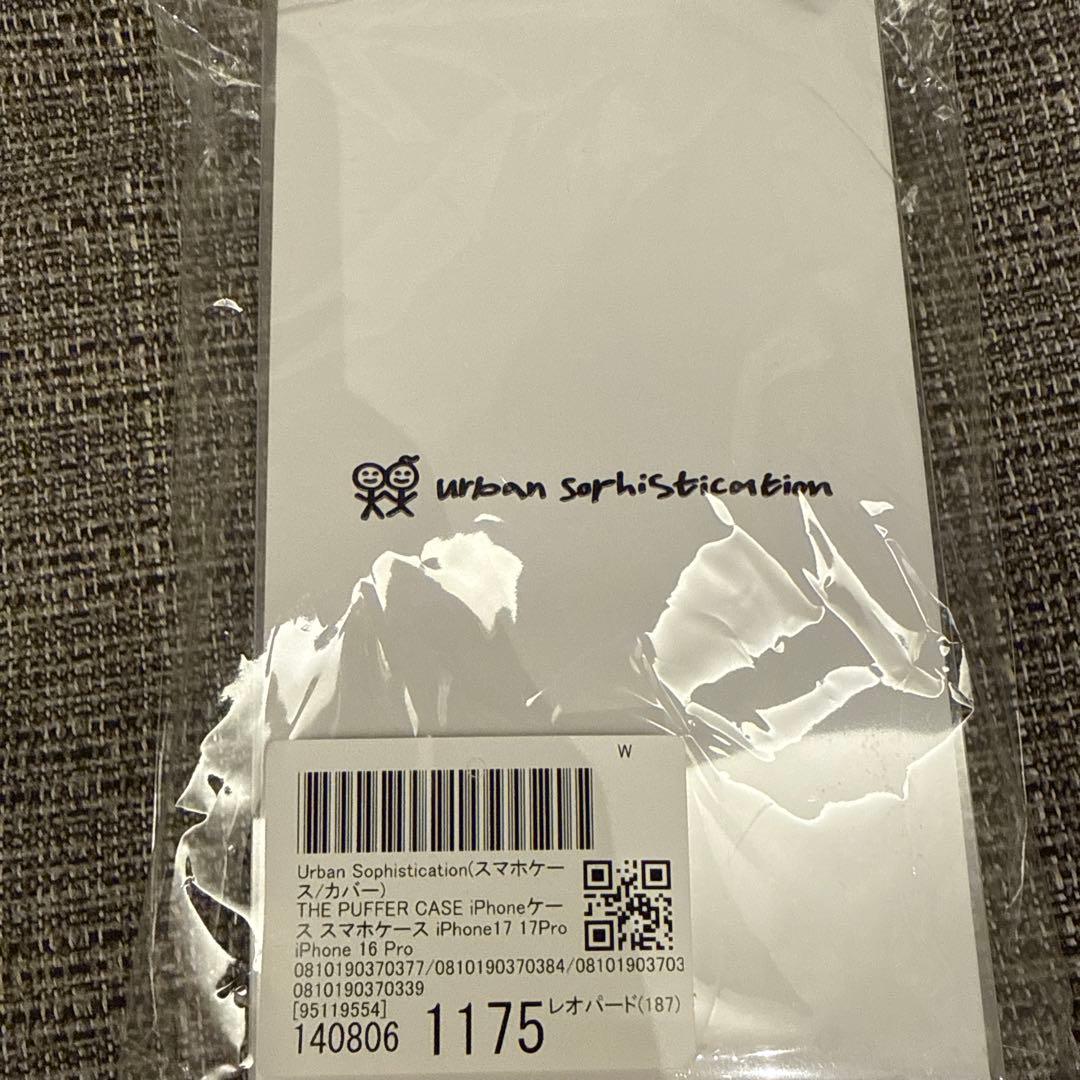 urban sophistication
W
Urban Sophistication(スマホケー
ス/カバー)
THE PUFFER CASE iPhoneケー
ス スマホケース iPhone17 17Pro
iPhone 16 Pro
0810190370377/0810190370384/08101903703
0810190370339
[95119554]
レオパード(187)
140806 1175